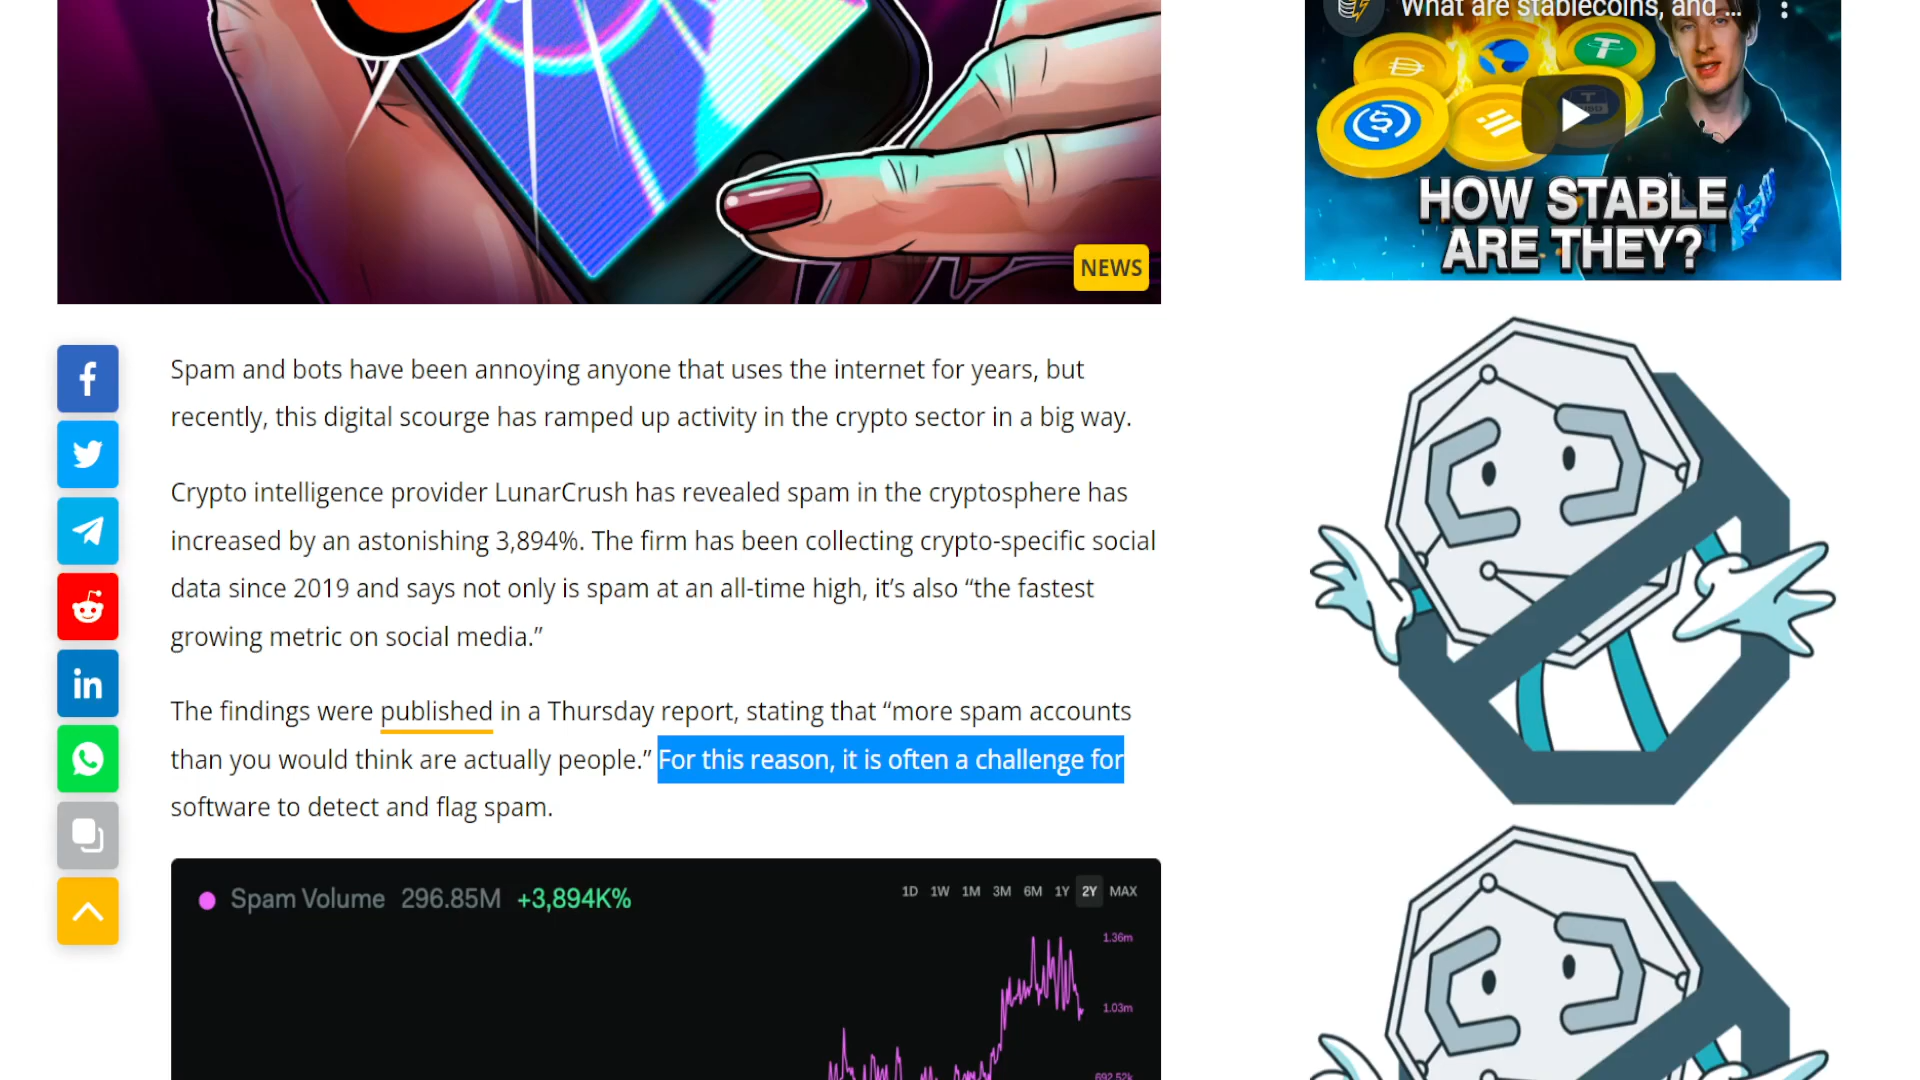 What are stablecoins, and ...
HOW STABLE
ARE THEY?
NEWS
Spam and bots have been annoying anyone that uses the internet for years, but
recently, this digital scourge has ramped up activity in the crypto sector in a big way.
Crypto intelligence provider LunarCrush has revealed spam in the cryptosphere has
increased by an astonishing 3,894%. The firm has been collecting crypto-specific social
data since 2019 and says not only is spam at an all-time high, it’s also “the fastest
growing metric on social media.”
The findings were published in a Thursday report, stating that “more spam accounts
than you would think are actually people.” For this reason, it is often a challenge for
software to detect and flag spam.
Spam Volume 296.85M +3,894K%
1D 1W 1M 3M 6M 1Y 2Y MAX
1.36m
1.03m
692.52k